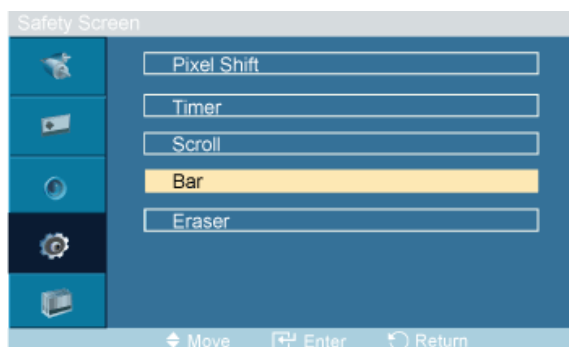 Safety Screen
Pixel Shift
Timer
Scroll
Bar
Eraser
Move Enter Return